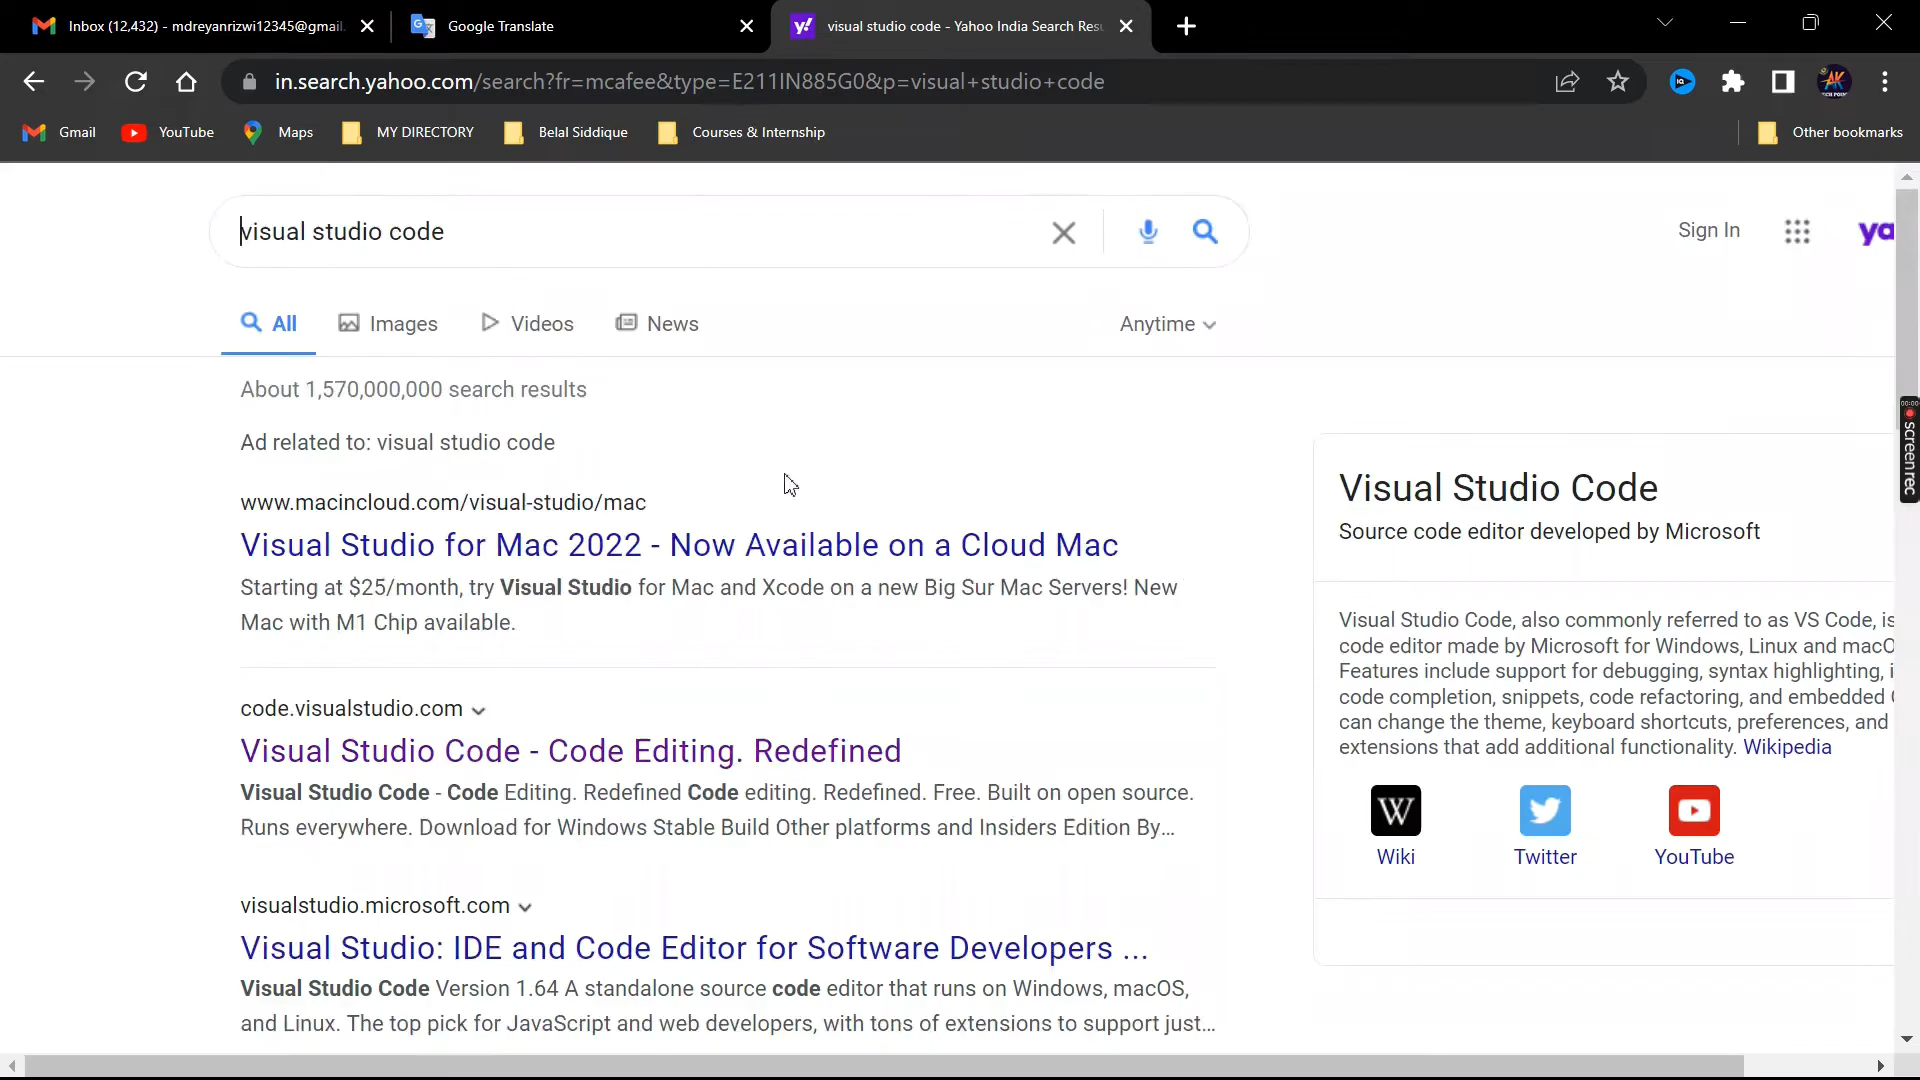 Inbox (12,432) - mdreyanrizwi12345@gmail.
Google Translate
visual studio code - Yahoo India Search Resu
in.search.yahoo.com/search?fr=mcafee&type=E211IN885G0&p=visual+studio+code
Gmail
YouTube
Maps
MY DIRECTORY
Belal Siddique
Courses & Internship
Other bookmarks
visual studio code
Sign In
ya
All
Images
Videos
News
Anytime
About 1,570,000,000 search results
Ad related to: visual studio code
www.macincloud.com/visual-studio/mac
Visual Studio for Mac 2022 - Now Available on a Cloud Mac
Starting at $25/month, try Visual Studio for Mac and Xcode on a new Big Sur Mac Servers! New
Mac with M1 Chip available.
code.visualstudio.com
Visual Studio Code - Code Editing. Redefined
Visual Studio Code - Code Editing. Redefined Code editing. Redefined. Free. Built on open source.
Runs everywhere. Download for Windows Stable Build Other platforms and Insiders Edition By...
visualstudio.microsoft.com
Visual Studio: IDE and Code Editor for Software Developers ...
Visual Studio Code Version 1.64 A standalone source code editor that runs on Windows, macOS,
and Linux. The top pick for JavaScript and web developers, with tons of extensions to support just...
Visual Studio Code
Source code editor developed by Microsoft
Visual Studio Code, also commonly referred to as VS Code, is
code editor made by Microsoft for Windows, Linux and macO
Features include support for debugging, syntax highlighting, i
code completion, snippets, code refactoring, and embedded
can change the theme, keyboard shortcuts, preferences, and
extensions that add additional functionality. Wikipedia
W
Wiki
Twitter
YouTube
screenrec